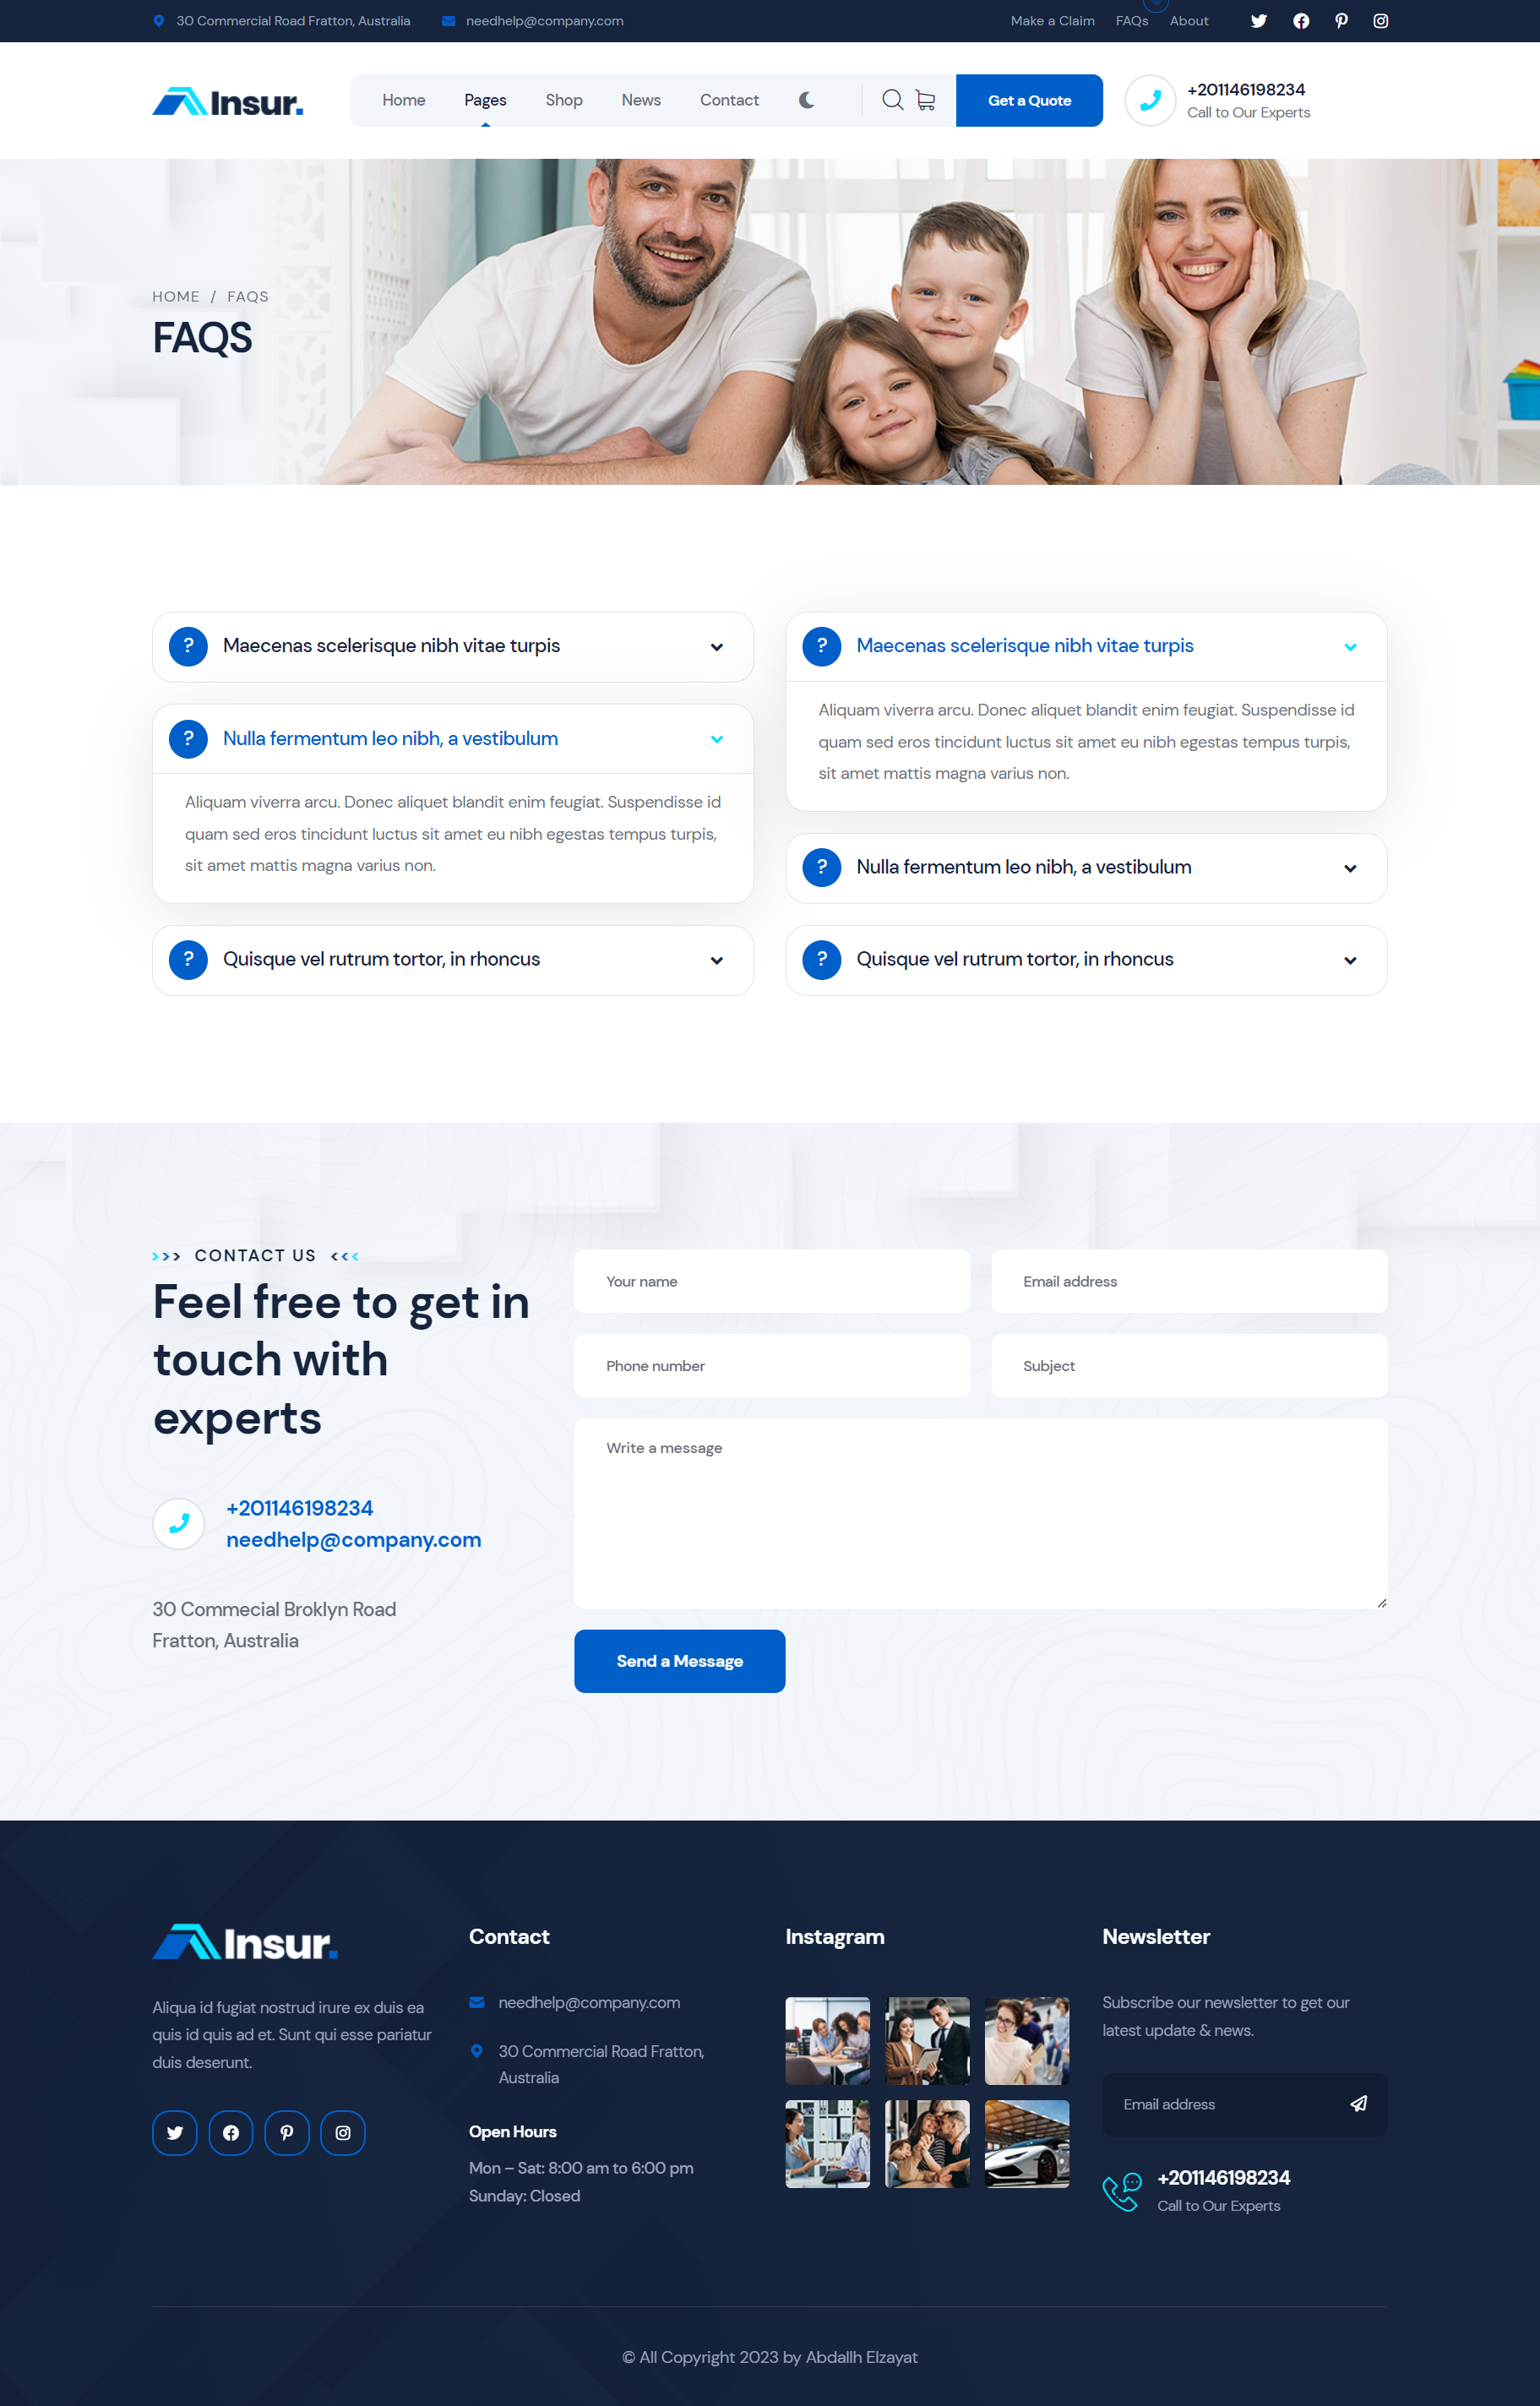 30 Commercial Road Fratton, Australia
needhelp@company.com
Make a Claim
FAQs
About
Insur.
Home
Pages
Shop
News
Contact
Get a Quote
+201146198234
Call to Our Experts
HOME / FAQS
FAQS
? Maecenas scelerisque nibh vitae turpis
? Nulla fermentum leo nibh, a vestibulum
Aliquam viverra arcu. Donec aliquet blandit enim feugiat. Suspendisse id
quam sed eros tincidunt luctus sit amet eu nibh egestas tempus turpis,
sit amet mattis magna varius non.
? Quisque vel rutrum tortor, in rhoncus
? Maecenas scelerisque nibh vitae turpis
Aliquam viverra arcu. Donec aliquet blandit enim feugiat. Suspendisse id
quam sed eros tincidunt luctus sit amet eu nibh egestas tempus turpis,
sit amet mattis magna varius non.
? Nulla fermentum leo nibh, a vestibulum
? Quisque vel rutrum tortor, in rhoncus
>>> CONTACT US <<<
Feel free to get in
touch with
experts
+201146198234
needhelp@company.com
30 Commecial Broklyn Road
Fratton, Australia
Your name
Email address
Phone number
Subject
Write a message
Send a Message
Insur.
Aliqua id fugiat nostrud irure ex duis ea
quis id quis ad et. Sunt qui esse pariatur
duis deserunt.
Contact
needhelp@company.com
30 Commercial Road Fratton,
Australia
Open Hours
Mon – Sat: 8:00 am to 6:00 pm
Sunday: Closed
Instagram
Newsletter
Subscribe our newsletter to get our
latest update & news.
Email address
+201146198234
Call to Our Experts
© All Copyright 2023 by Abdallh Elzayat